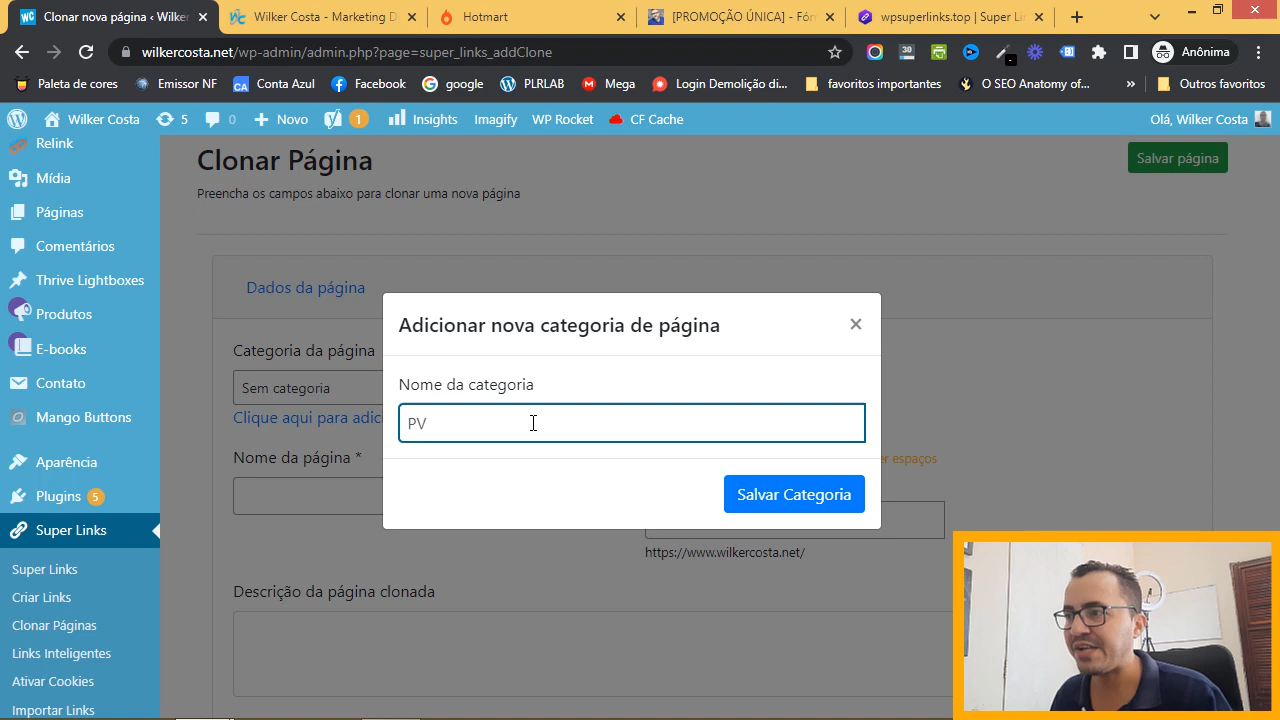 Clonar nova página ‹ Wilker
Wilker Costa - Marketing D
Hotmart
[PROMOÇÃO ÚNICA] - Fór
wpsuperlinks.top | Super Lin
wilkercosta.net/wp-admin/admin.php?page=super_links_addClone
Anônima
Paleta de cores
Emissor NF
CA
Conta Azul
Facebook
google
PLRLAB
Mega
Login Demolição di...
favoritos importantes
O SEO Anatomy of...
Outros favoritos
Wilker Costa
5
0
Novo
1
Insights
Imagify
WP Rocket
CF Cache
Olá, Wilker Costa
Relink
Mídia
Páginas
Comentários
Thrive Lightboxes
Produtos
E-books
Contato
Mango Buttons
Aparência
Plugins 5
Super Links
Super Links
Criar Links
Clonar Páginas
Links Inteligentes
Ativar Cookies
Importar Links
Clonar Página
Salvar página
Preencha os campos abaixo para clonar uma nova página
Dados da página
Categoria da página
Sem categoria
Clique aqui para adic
Nome da página *
er espaços
https://www.wilkercosta.net/
Descrição da página clonada
Adicionar nova categoria de página
×
Nome da categoria
PV
Salvar Categoria